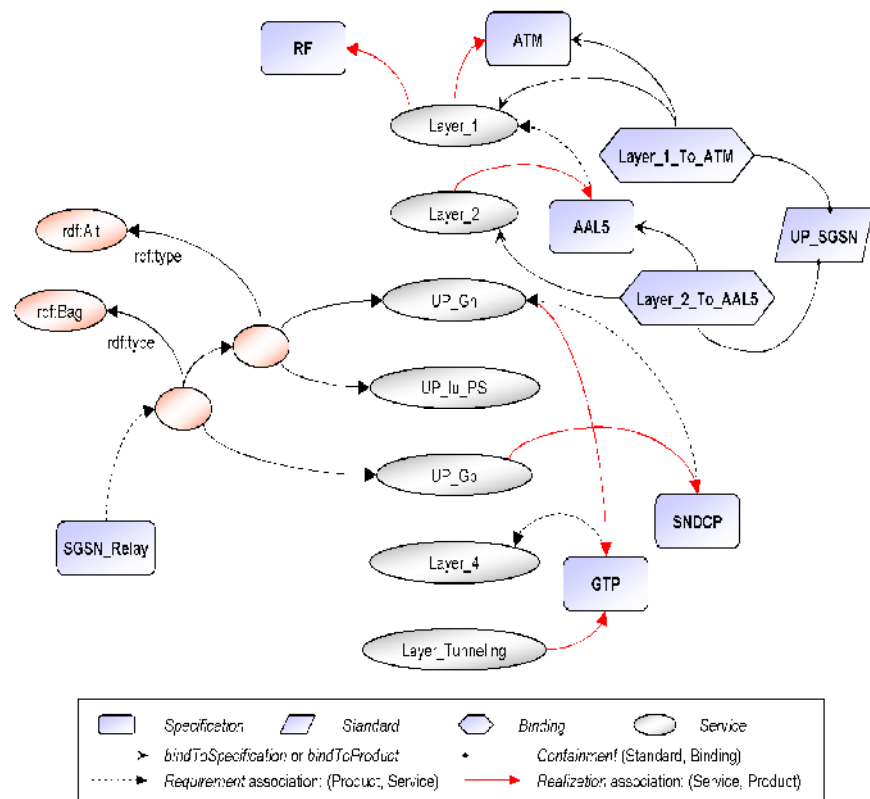 RF
ATM
Layer_1
Layer_1_To_ATM
Layer_2
AAL5
UP_SGSN
rdf:Alt
rdf:type
UP_Gn
Layer_2_To_AAL5
rdf:Bag
rdf:type
UP_Iu_PS
UP_Gb
SNDCP
SGSN_Relay
Layer_4
GTP
Layer_Tunneling
Specification
Standard
Binding
Service
bindToSpecification or bindToProduct
Containment (Standard, Binding)
Requirement association: (Product, Service)
Realization association: (Service, Product)